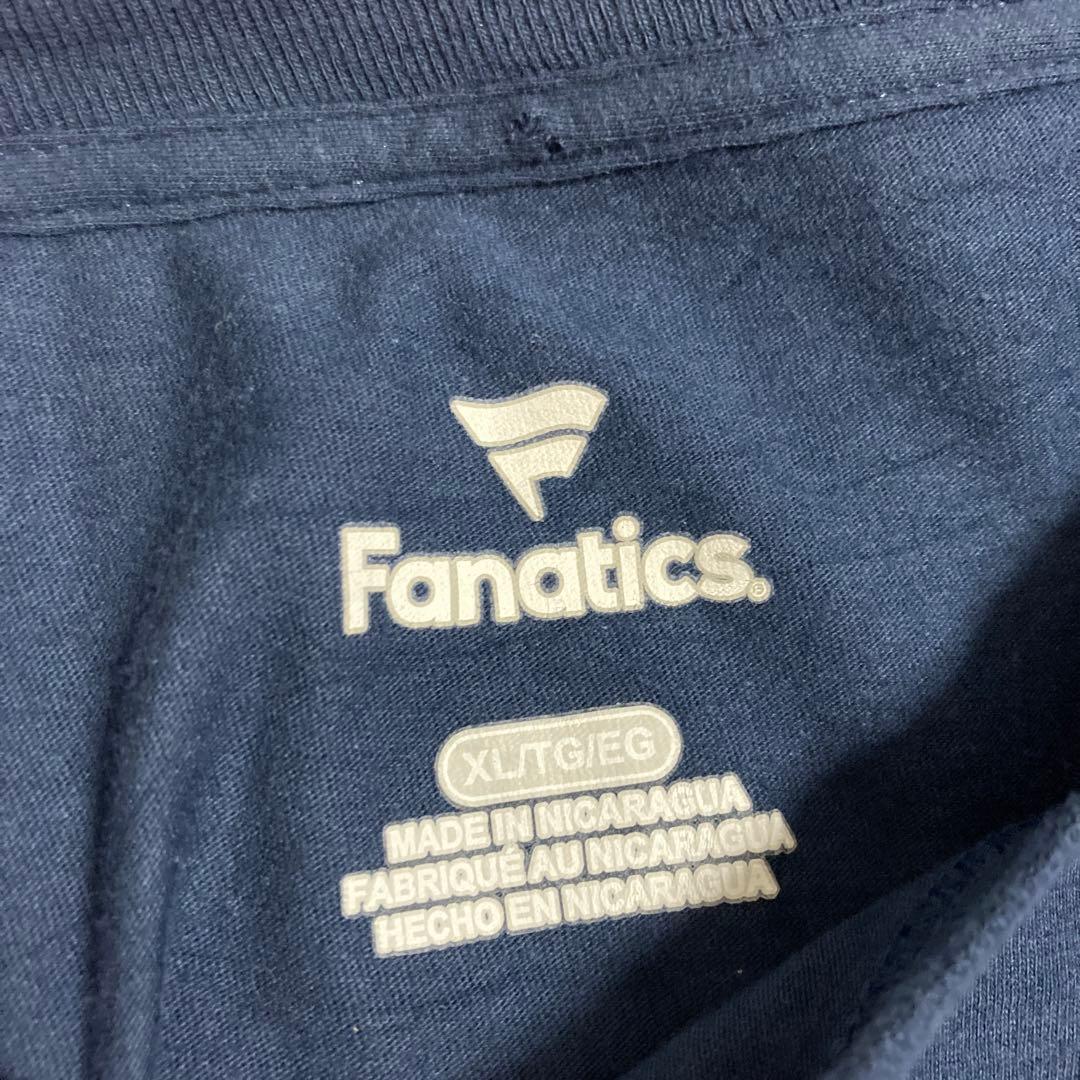 Fanatics.
XL/TG/EG
MADE IN NICARAGUA
FABRIQUÉ AU NICARAGUA
HECHO EN NICARAGUA